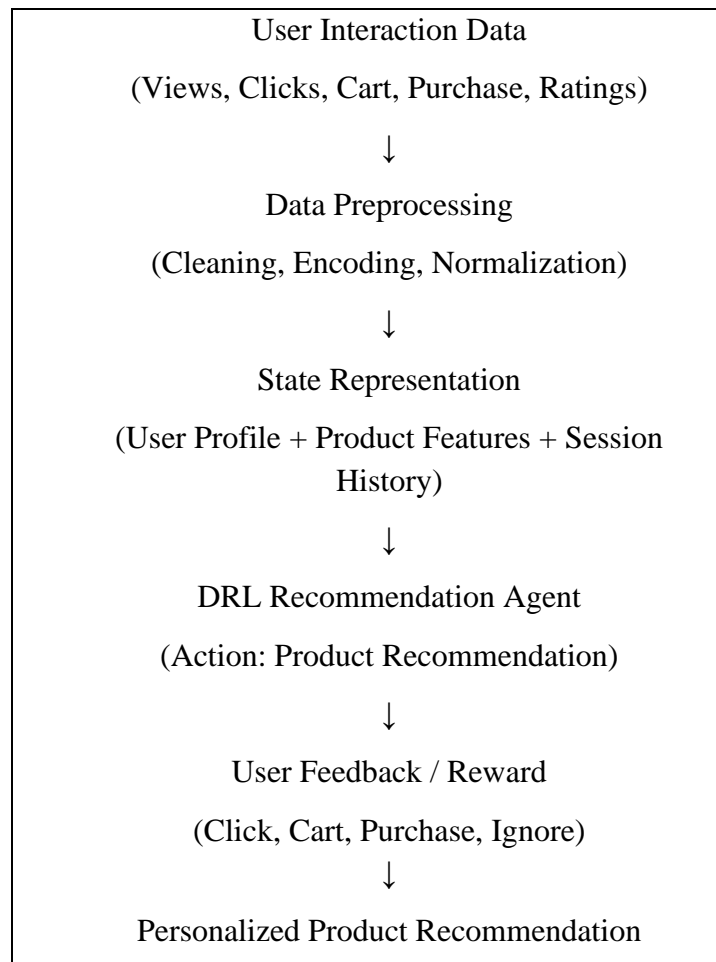 User Interaction Data
(Views, Clicks, Cart, Purchase, Ratings)
↓
Data Preprocessing
(Cleaning, Encoding, Normalization)
↓
State Representation
(User Profile + Product Features + Session
History)
↓
DRL Recommendation Agent
(Action: Product Recommendation)
↓
User Feedback / Reward
(Click, Cart, Purchase, Ignore)
↓
Personalized Product Recommendation